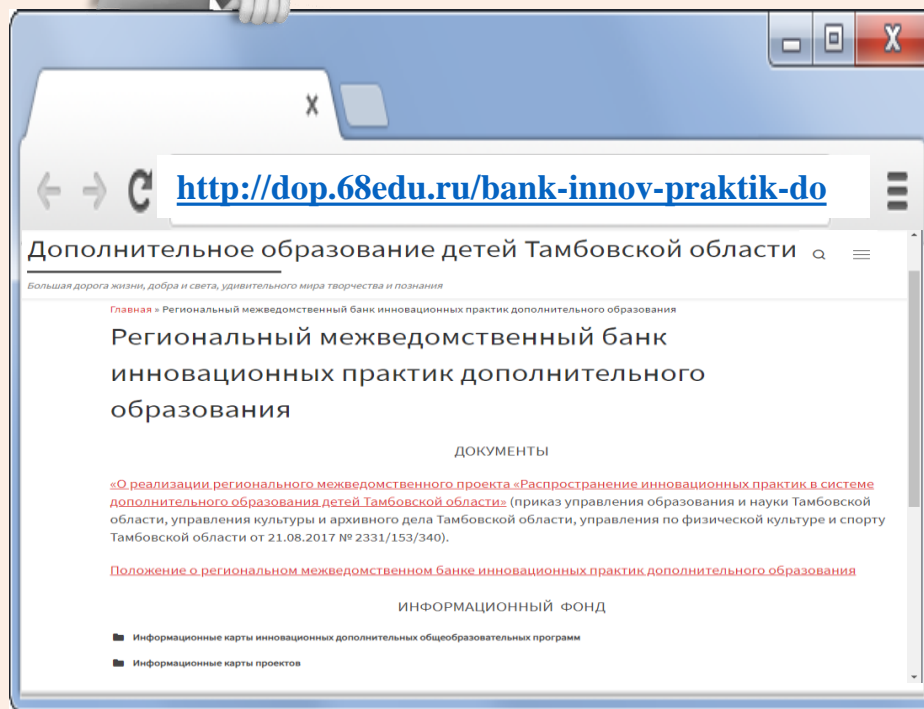 X
x
http://dop.68edu.ru/bank-innov-praktik-do
Дополнительное образование детей Тамбовской области
Большая дорога жизни, добра и света, удивительного мира творчества и познания
Главная » Региональный межведомственный банк инновационных практик дополнительного образования
Региональный межведомственный банк
инновационных практик дополнительного
образования
ДОКУМЕНТЫ
«О реализации регионального межведомственного проекта «Распространение инновационных практик в системе
дополнительного образования детей Тамбовской области» (приказ управления образования и науки Тамбовской
области, управления культуры и архивного дела Тамбовской области, управления по физической культуре и спорту
Тамбовской области от 21.08.2017 № 2331/153/340).
Положение о региональном межведомственном банке инновационных практик дополнительного образования
ИНФОРМАЦИОННЫЙ ФОНД
Информационные карты инновационных дополнительных общеобразовательных программ
Информационные карты проектов